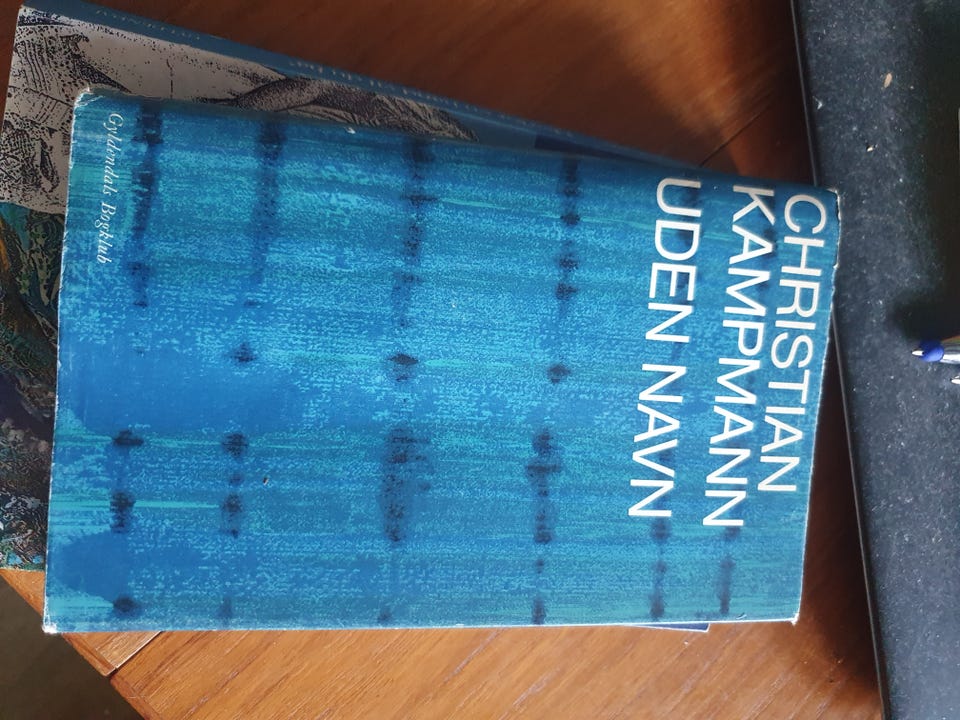 CHRISTIAN
KAMPMANN
UDEN NAVN
Gyldendals Bogklub